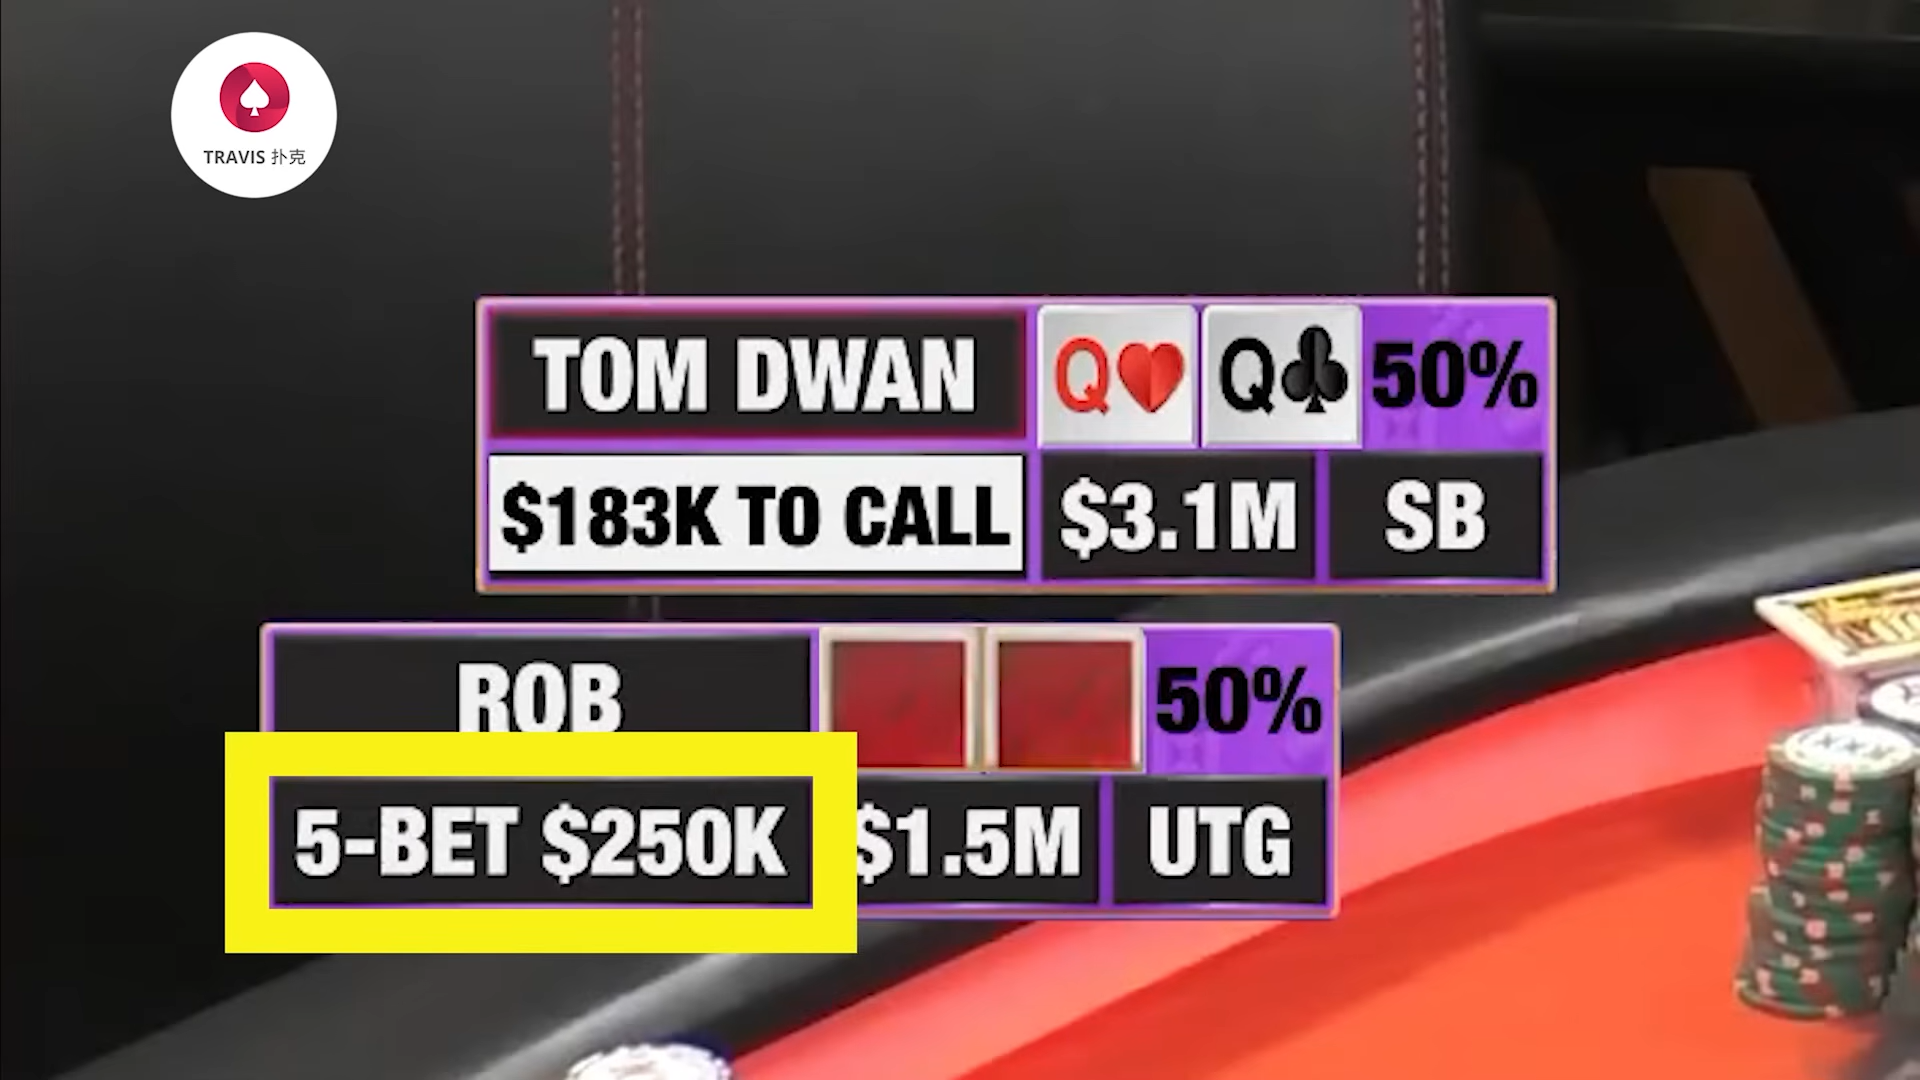 TRAVIS 扑克
TOM DWAN Q♥ Q♣ 50%
$183K TO CALL $3.1M SB
ROB 50%
5-BET $250K $1.5M UTG